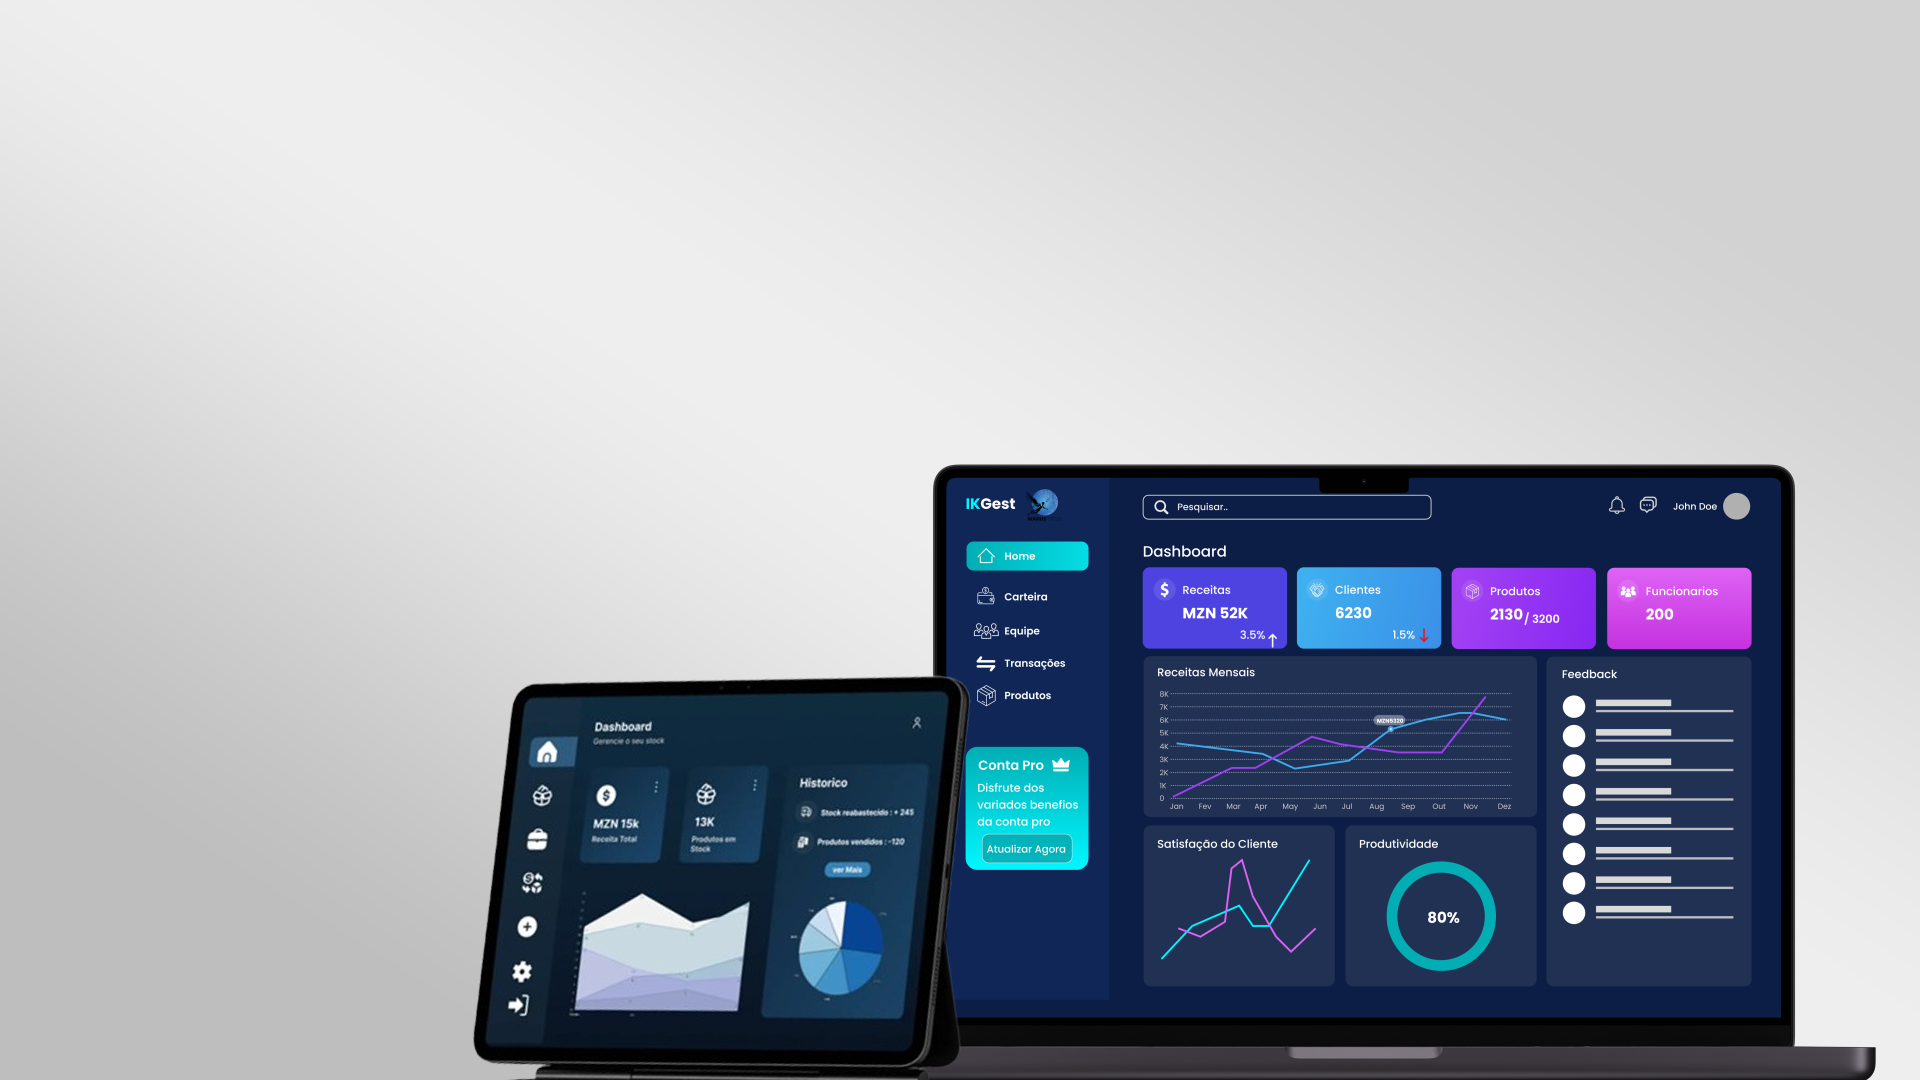 IKGest
Pesquisar..
John Doe
Home
Carteira
Equipe
Transações
Produtos
Conta Pro
Disfrute dos
variados benefios
da conta pro
Atualizar Agora
Dashboard
Receitas
MZN 52K
3.5%
Clientes
6230
1.5%
Produtos
2130/ 3200
Funcionarios
200
Receitas Mensais
8K
7K
6K
5K
4K
3K
2K
1K
0
MZN5320
Jan Fev Mar Apr May Jun Jul Aug Sep Out Nov Dez
Feedback
Satisfação do Cliente
Produtividade
80%
Dashboard
Gerencie o seu stock
MZN 15k
Receita Total
13K
Produtos em
Stock
Historico
Stock reabastecido : + 245
Produtos vendidos : -120
ver Mais